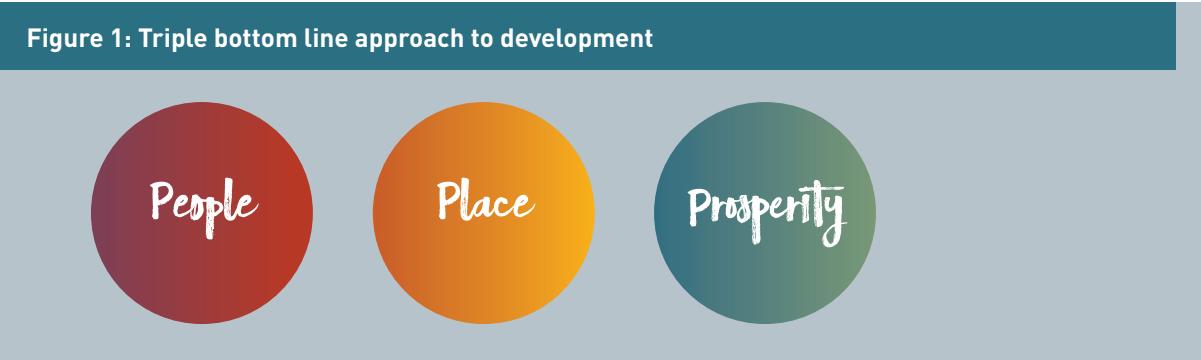 Figure 1: Triple bottom line approach to development
People
Place
Prosperity